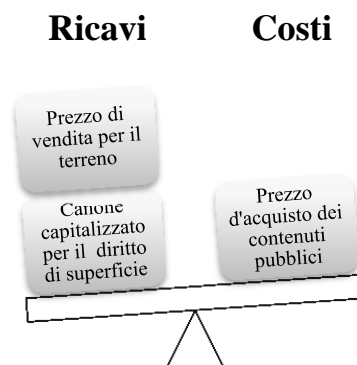 Ricavi
Costi
Prezzo di
vendita per il
terreno
Canone
capitalizzato
per il diritto
di superficie
Prezzo
d'acquisto dei
contenuti
pubblici